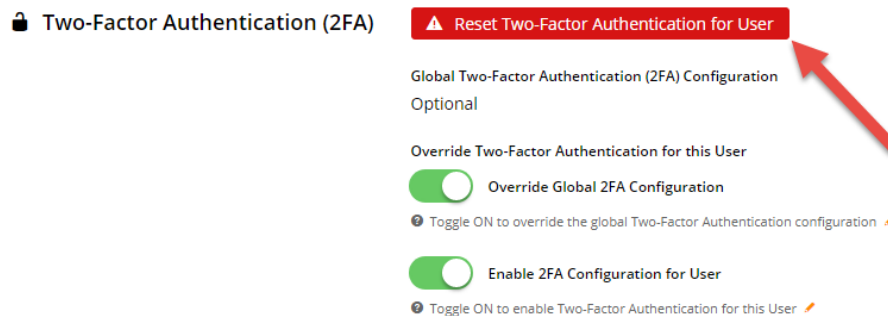 Two-Factor Authentication (2FA)
Reset Two-Factor Authentication for User
Global Two-Factor Authentication (2FA) Configuration
Optional
Override Two-Factor Authentication for this User
Override Global 2FA Configuration
Toggle ON to override the global Two-Factor Authentication configuration
Enable 2FA Configuration for User
Toggle ON to enable Two-Factor Authentication for this User